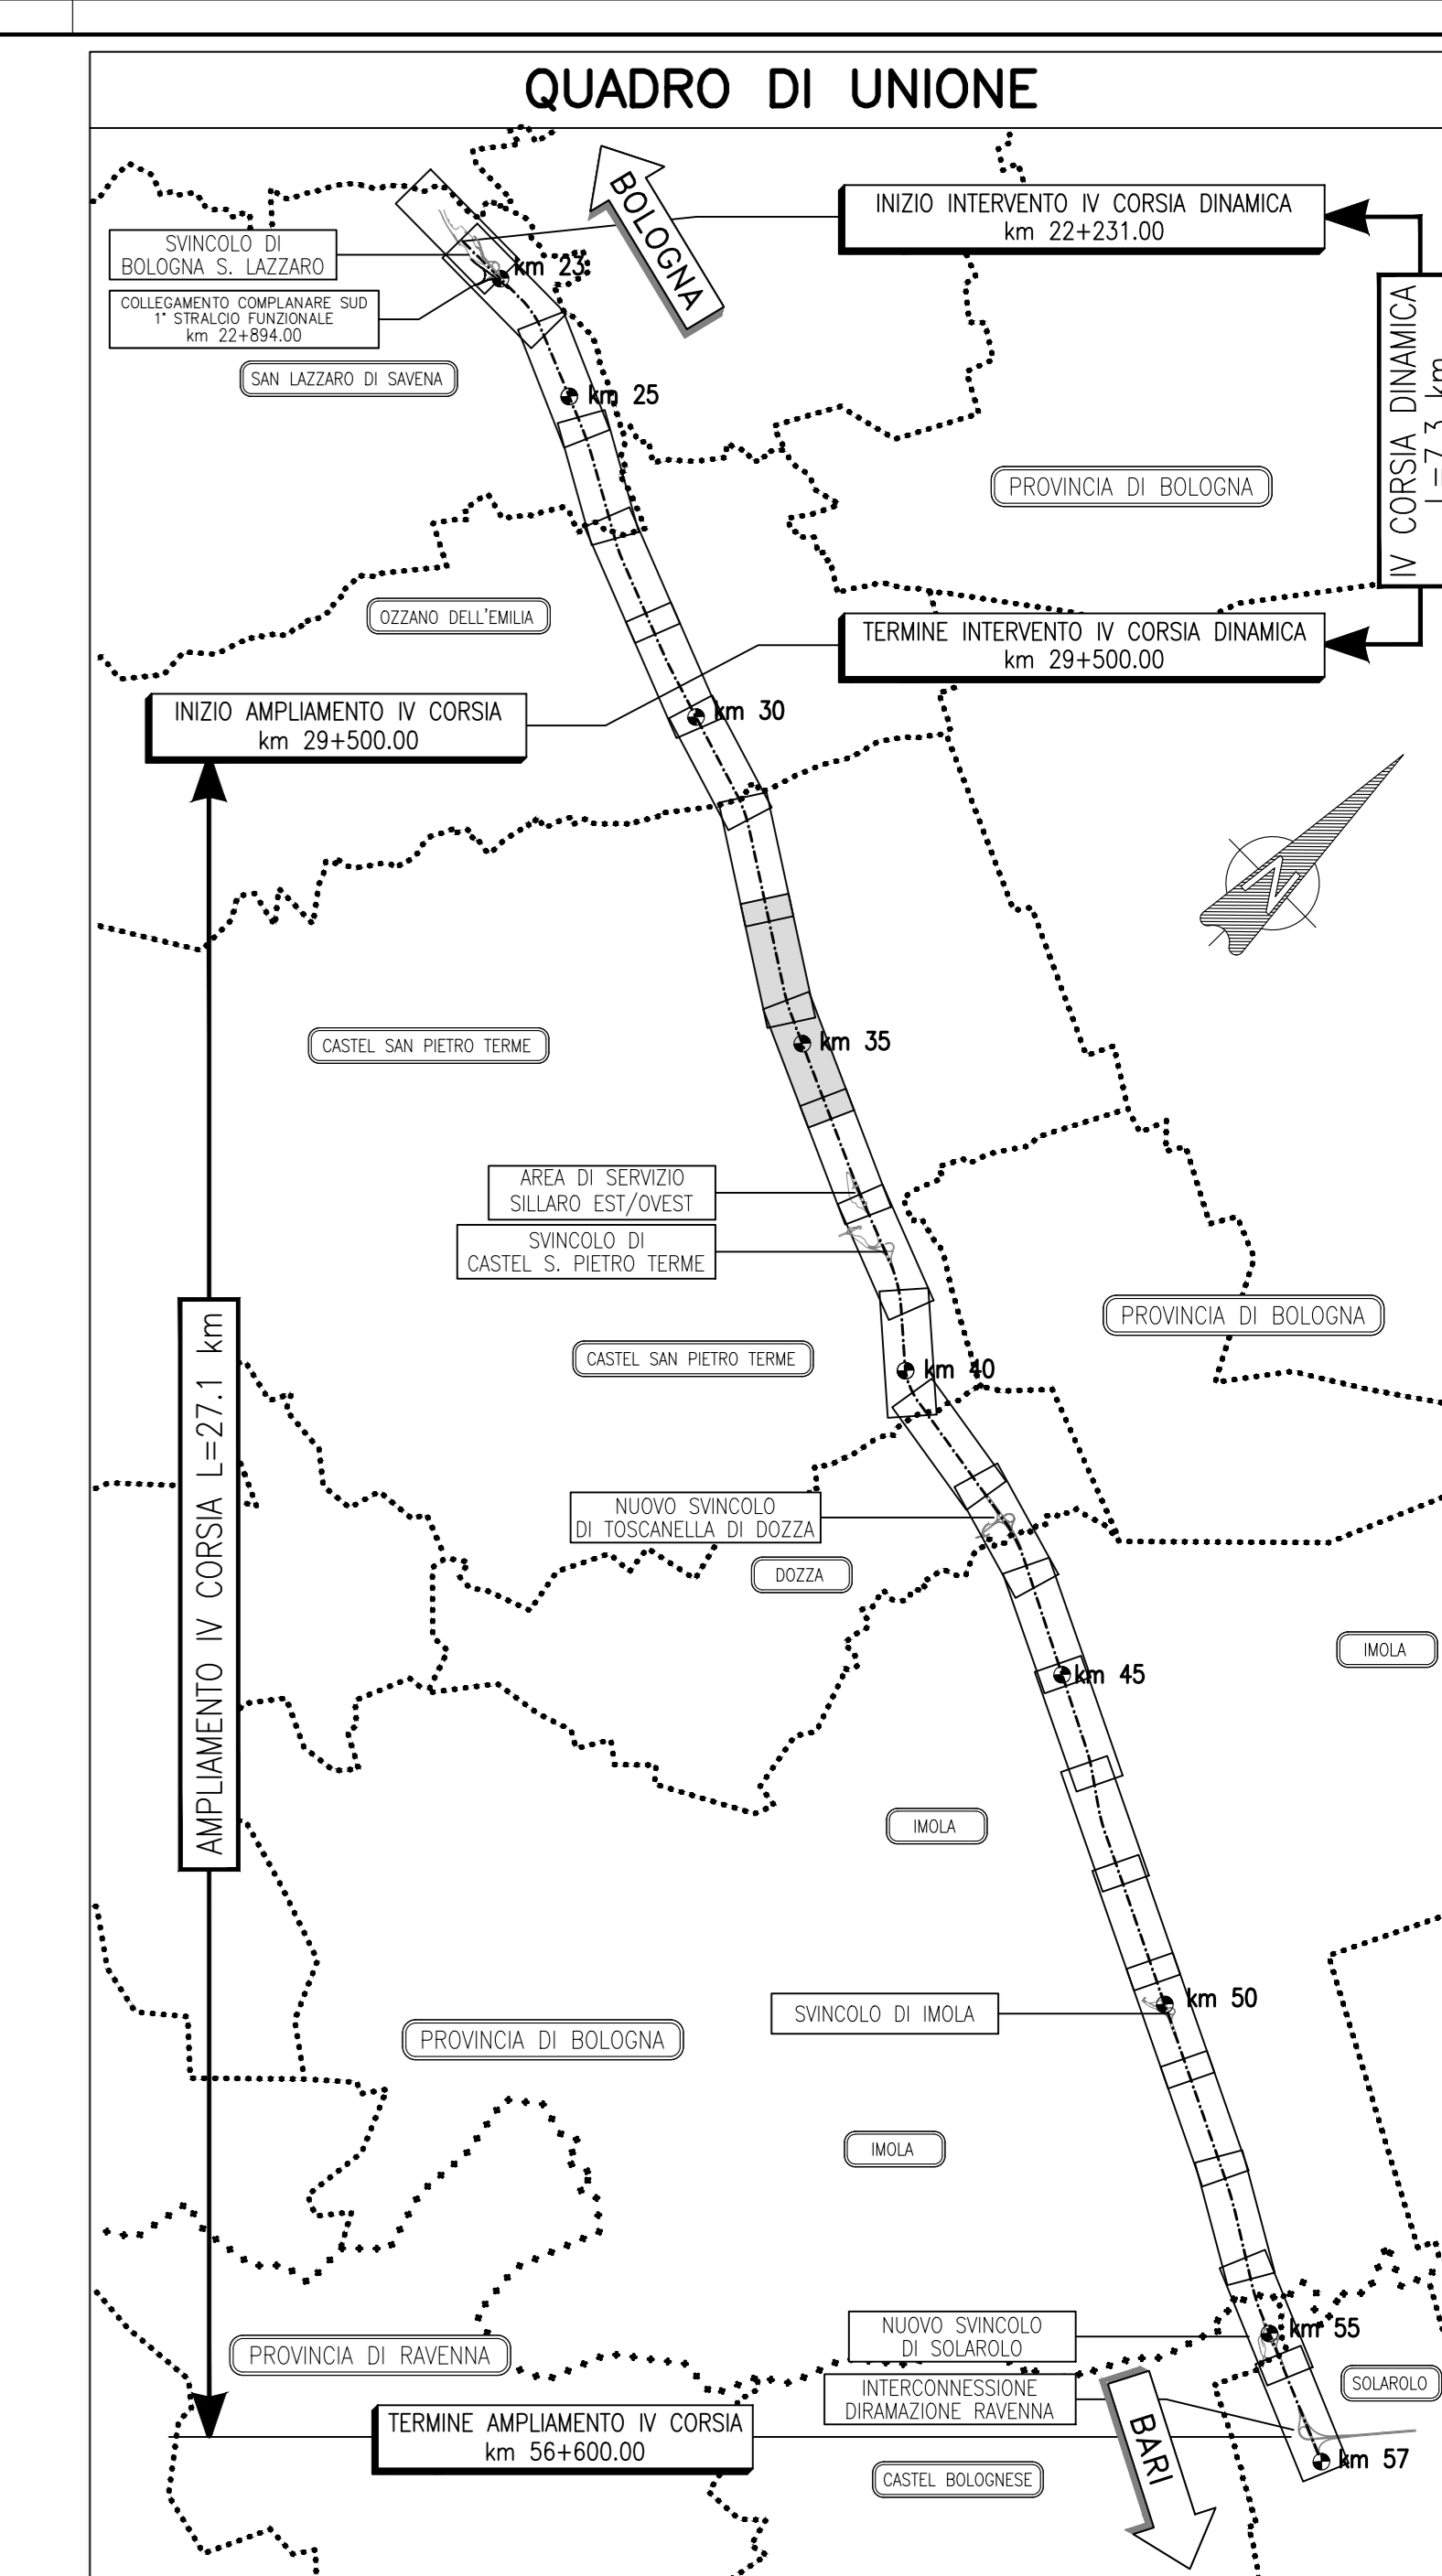 QUADRO DI UNIONE
BOLOGNA
INIZIO INTERVENTO IV CORSIA DINAMICA
km 22+231.00
SVINCOLO DI
BOLOGNA S. LAZZARO
km 23
COLLEGAMENTO COMPLANARE SUD
1° STRALCIO FUNZIONALE
km 22+894.00
SAN LAZZARO DI SAVENA
km 25
IV CORSIA DINAMICA
L=7.3 km
PROVINCIA DI BOLOGNA
OZZANO DELL'EMILIA
TERMINE INTERVENTO IV CORSIA DINAMICA
km 29+500.00
INIZIO AMPLIAMENTO IV CORSIA
km 29+500.00
km 30
N
CASTEL SAN PIETRO TERME
km 35
AREA DI SERVIZIO
SILLARO EST/OVEST
SVINCOLO DI
CASTEL S. PIETRO TERME
PROVINCIA DI BOLOGNA
AMPLIAMENTO IV CORSIA L=27.1 km
CASTEL SAN PIETRO TERME
km 40
NUOVO SVINCOLO
DI TOSCANELLA DI DOZZA
DOZZA
IMOLA
km 45
IMOLA
km 50
SVINCOLO DI IMOLA
PROVINCIA DI BOLOGNA
IMOLA
NUOVO SVINCOLO
DI SOLAROLO
km 55
PROVINCIA DI RAVENNA
SOLAROLO
INTERCONNESSIONE
DIRAMAZIONE RAVENNA
TERMINE AMPLIAMENTO IV CORSIA
km 56+600.00
BARI
km 57
CASTEL BOLOGNESE